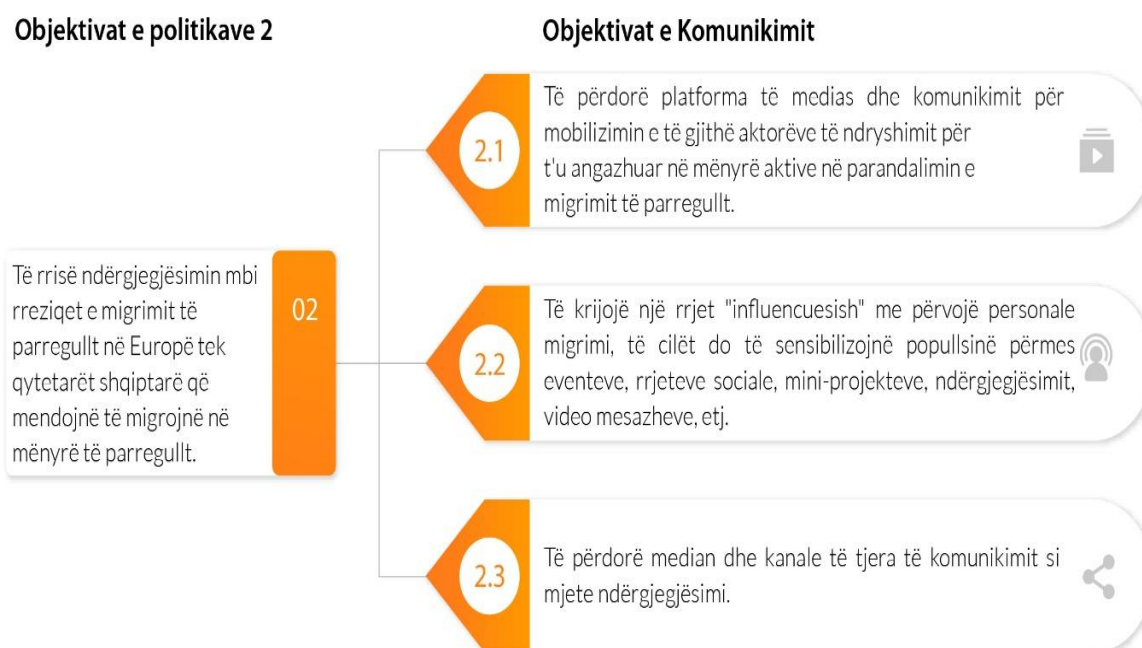 Objektivat e politikave 2
Objektivat e Komunikimit
Të rrisë ndërgjegjësimin mbi
rreziqet e migrimit të
parregullt në Europë tek
qytetarët shqiptarë që
mendojnë të migrojnë në
mënyrë të parregullt.
02
2.1
Të përdorë platforma të medias dhe komunikimit për
mobilizimin e të gjithë aktorëve të ndryshimit për
t'u angazhuar në mënyrë aktive në parandalimin e
migrimit të parregullt.
2.2
Të krijojë një rrjet "influencuesish" me përvojë personale
migrimi, të cilët do të sensibilizojnë popullsinë përmes
eventeve, rrjeteve sociale, mini-projekteve, ndërgjegjësimit,
video mesazheve, etj.
2.3
Të përdorë median dhe kanale të tjera të komunikimit si
mjete ndërgjegjësimi.